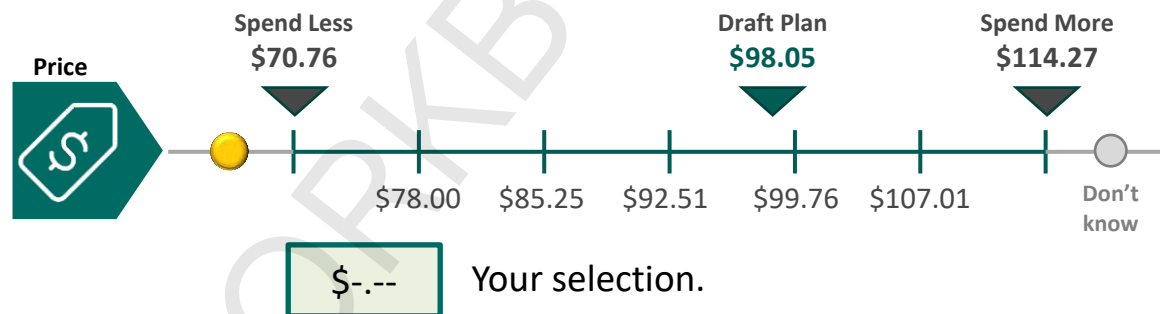 Spend Less
$70.76
Draft Plan
$98.05
Spend More
$114.27
Price
$
$78.00
$85.25
$92.51
$99.76
$107.01
Don't
know
$-.--
Your selection.